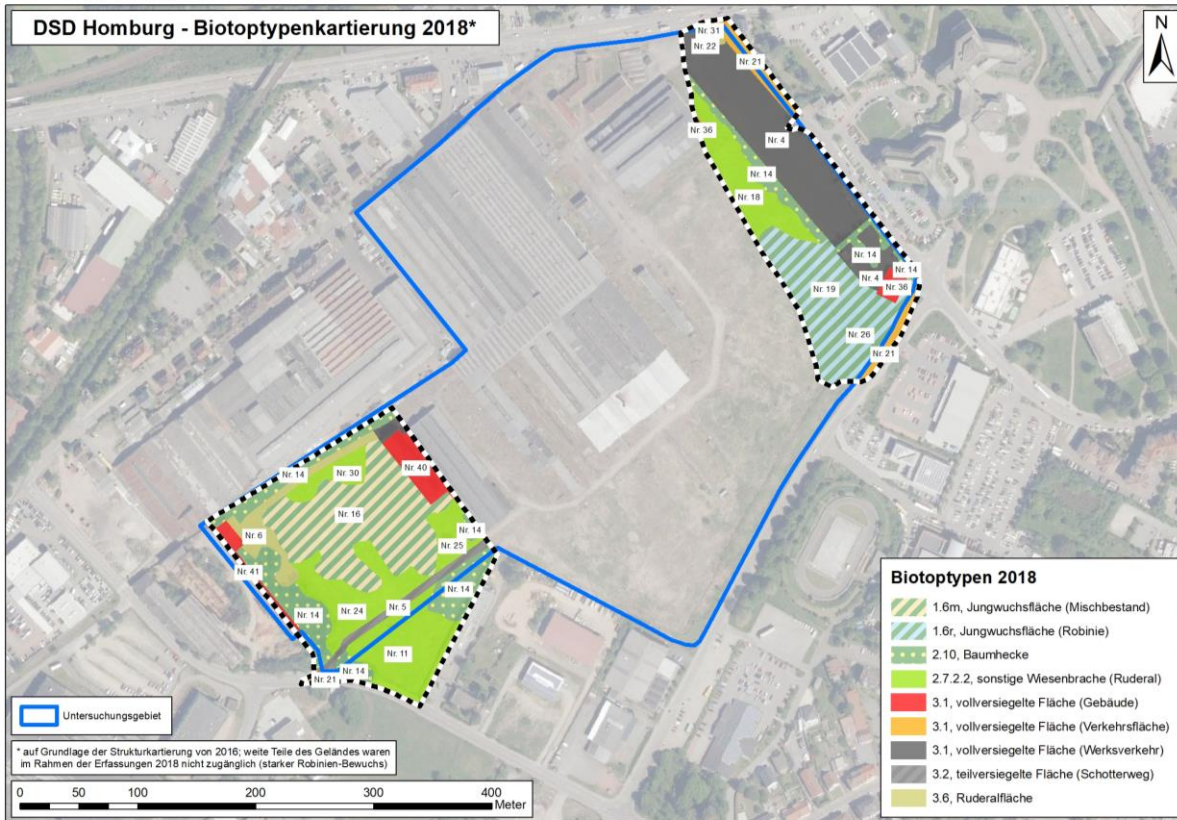 DSD Homburg - Biotoptypenkartierung 2018*
N
Nr. 31
Nr. 22
Nr. 21
Nr. 4
Nr. 36
Nr. 14
Nr. 18
Nr. 14
Nr. 14
Nr. 4
Nr. 36
Nr. 19
Nr. 26
Nr. 21
Nr. 40
Nr. 14
Nr. 30
Nr. 16
Nr. 14
Nr. 6
Nr. 25
Nr. 41
Nr. 14
Nr. 14
Nr. 24
Nr. 5
Nr. 11
Nr. 14
Nr. 21
Untersuchungsgebiet
* auf Grundlage der Strukturkartierung von 2016; weite Teile des Geländes waren
im Rahmen der Erfassungen 2018 nicht zugänglich (starker Robinien-Bewuchs)
0 50 100 200 300 400
Meter
Biotoptypen 2018
1.6m, Jungwuchsfläche (Mischbestand)
1.6r, Jungwuchsfläche (Robinie)
2.10, Baumhecke
2.7.2.2, sonstige Wiesenbrache (Ruderal)
3.1, vollversiegelte Fläche (Gebäude)
3.1, vollversiegelte Fläche (Verkehrsfläche)
3.1, vollversiegelte Fläche (Werksverkehr)
3.2, teilversiegelte Fläche (Schotterweg)
3.6, Ruderalfläche